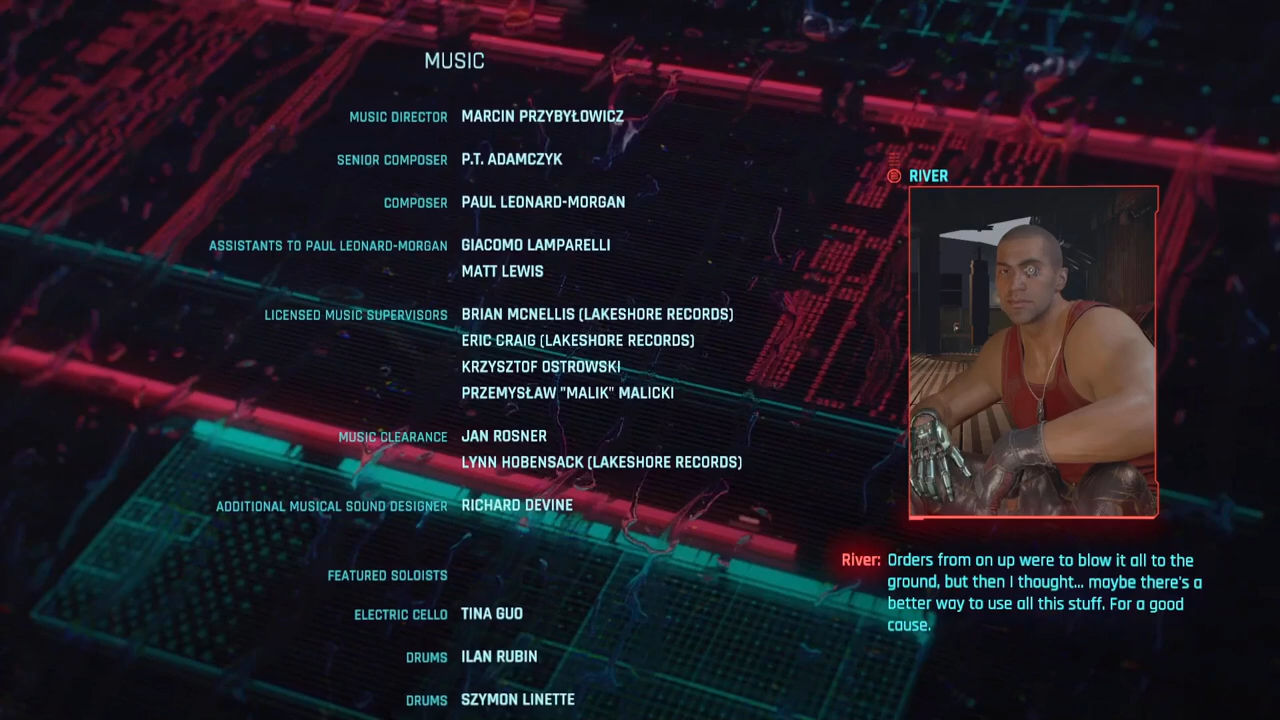 MUSIC
MUSIC DIRECTOR MARCIN PRZYBYŁOWICZ
SENIOR COMPOSER P.T. ADAMCZYK
COMPOSER PAUL LEONARD-MORGAN
ASSISTANTS TO PAUL LEONARD-MORGAN GIACOMO LAMPARELLI
MATT LEWIS
LICENSED MUSIC SUPERVISORS BRIAN MCNELLIS (LAKESHORE RECORDS)
ERIC CRAIG (LAKESHORE RECORDS)
KRZYSZTOF OSTROWSKI
PRZEMYSŁAW "MALIK" MALICKI
MUSIC CLEARANCE JAN ROSNER
LYNN HOBENSACK (LAKESHORE RECORDS)
ADDITIONAL MUSICAL SOUND DESIGNER RICHARD DEVINE
FEATURED SOLOISTS
ELECTRIC CELLO TINA GUO
DRUMS ILAN RUBIN
DRUMS SZYMON LINETTE
RIVER
River: Orders from on up were to blow it all to the
ground, but then I thought... maybe there's a
better way to use all this stuff. For a good
cause.